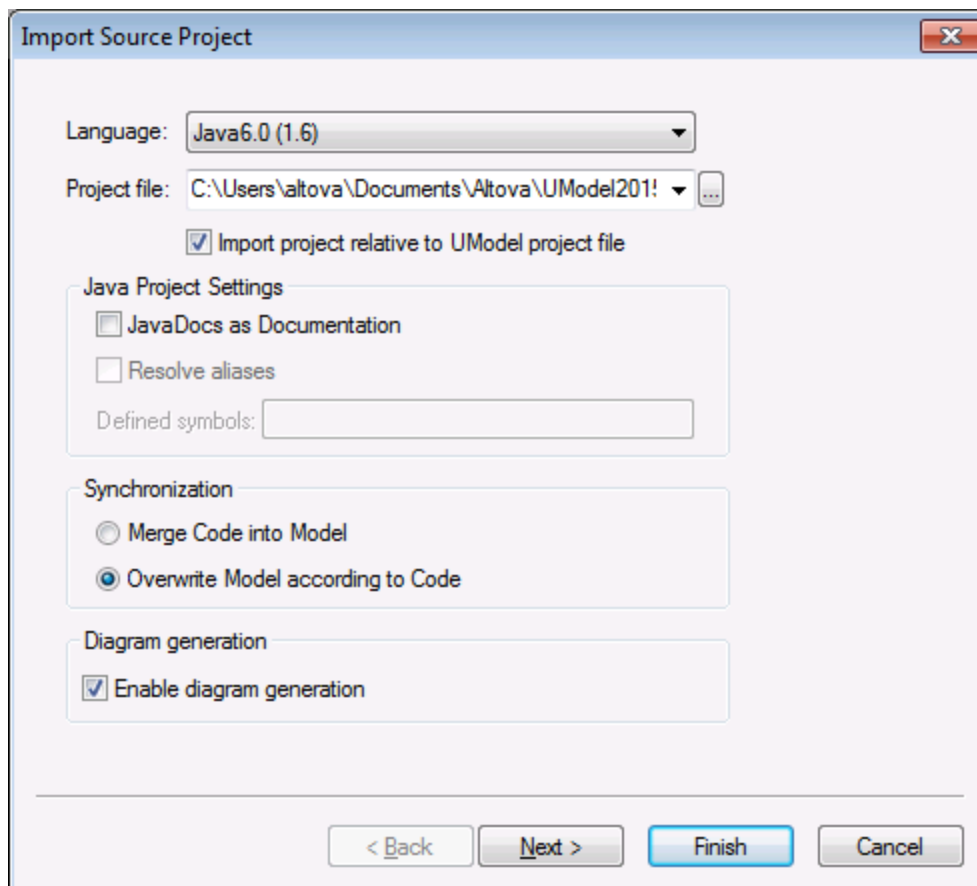 Import Source Project
Language: Java6.0 (1.6)
Project file: C:\Users\altova\Documents\Altova\UModel2015 ...
Import project relative to UModel project file
Java Project Settings
JavaDocs as Documentation
Resolve aliases
Defined symbols:
Synchronization
Merge Code into Model
Overwrite Model according to Code
Diagram generation
Enable diagram generation
< Back Next > Finish Cancel